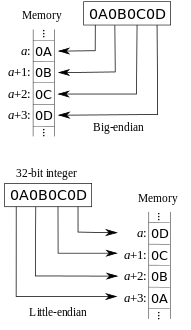 Memory
0A0B0C0D
⋮
a: 0A
a+1: 0B
a+2: 0C
a+3: 0D
⋮
Big-endian
32-bit integer
0A0B0C0D
Memory
⋮
a: 0D
a+1: 0C
a+2: 0B
a+3: 0A
⋮
Little-endian